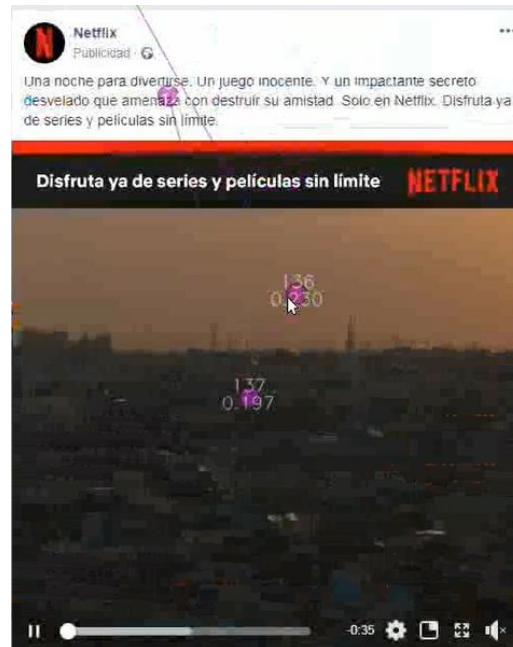 Netflix
Publicidad ·
Una noche para divertirse. Un juego inocente. Y un impactante secreto
desvelado que amenaza con destruir su amistad. Solo en Netflix. Disfruta ya
de series y películas sin límite.
Disfruta ya de series y películas sin límite NETFLIX
136
0.230
137
0.197
-0:35